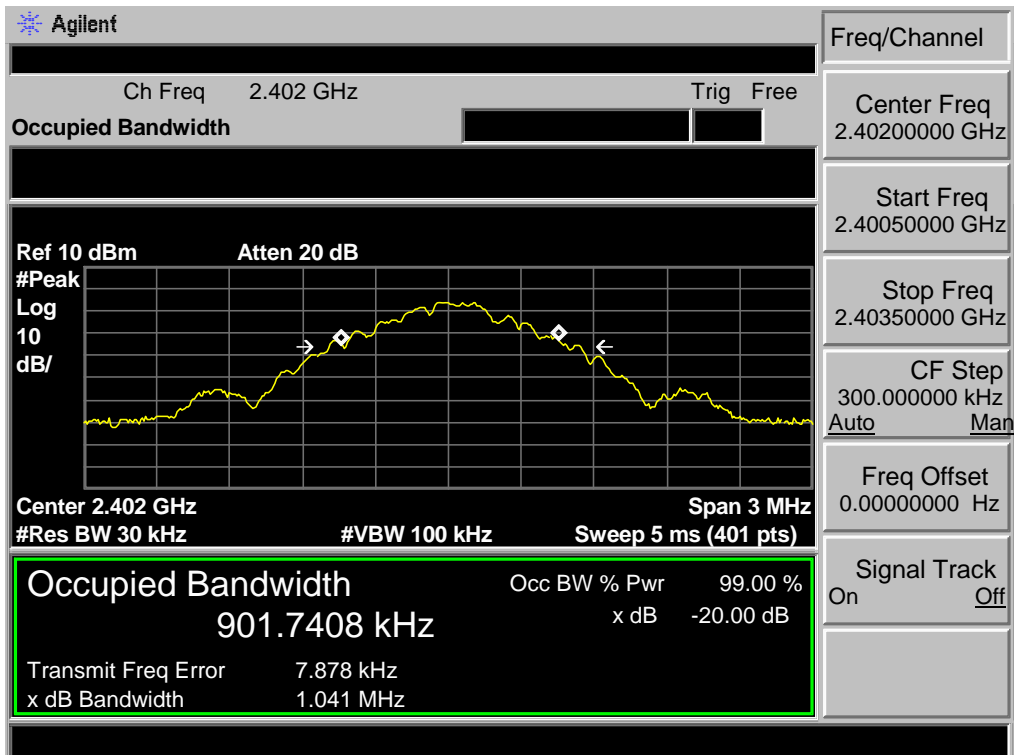 Agilent
Freq/Channel
Ch Freq 2.402 GHz Trig Free
Occupied Bandwidth
Center Freq
2.40200000 GHz
Start Freq
2.40050000 GHz
Stop Freq
2.40350000 GHz
CF Step
300.000000 kHz
Auto Man
Freq Offset
0.00000000 Hz
Signal Track
On Off
Ref 10 dBm Atten 20 dB
#Peak
Log
10
dB/
Center 2.402 GHz Span 3 MHz
#Res BW 30 kHz #VBW 100 kHz Sweep 5 ms (401 pts)
Occupied Bandwidth Occ BW % Pwr 99.00 %
901.7408 kHz x dB -20.00 dB
Transmit Freq Error 7.878 kHz
x dB Bandwidth 1.041 MHz